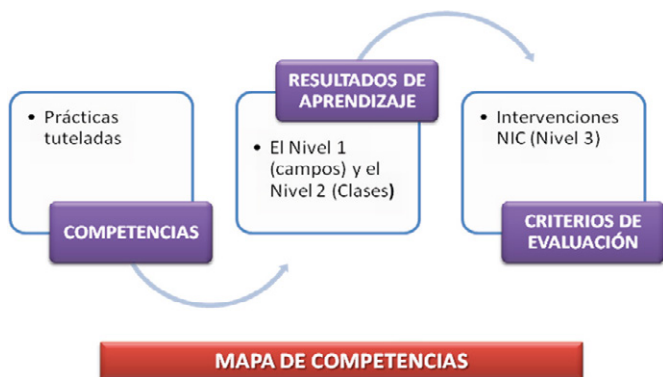 • Prácticas
tuteladas
COMPETENCIAS
RESULTADOS DE
APRENDIZAJE
• El Nivel 1
(campos) y el
Nivel 2 (Clases)
• Intervenciones
NIC (Nivel 3)
CRITERIOS DE
EVALUACIÓN
MAPA DE COMPETENCIAS